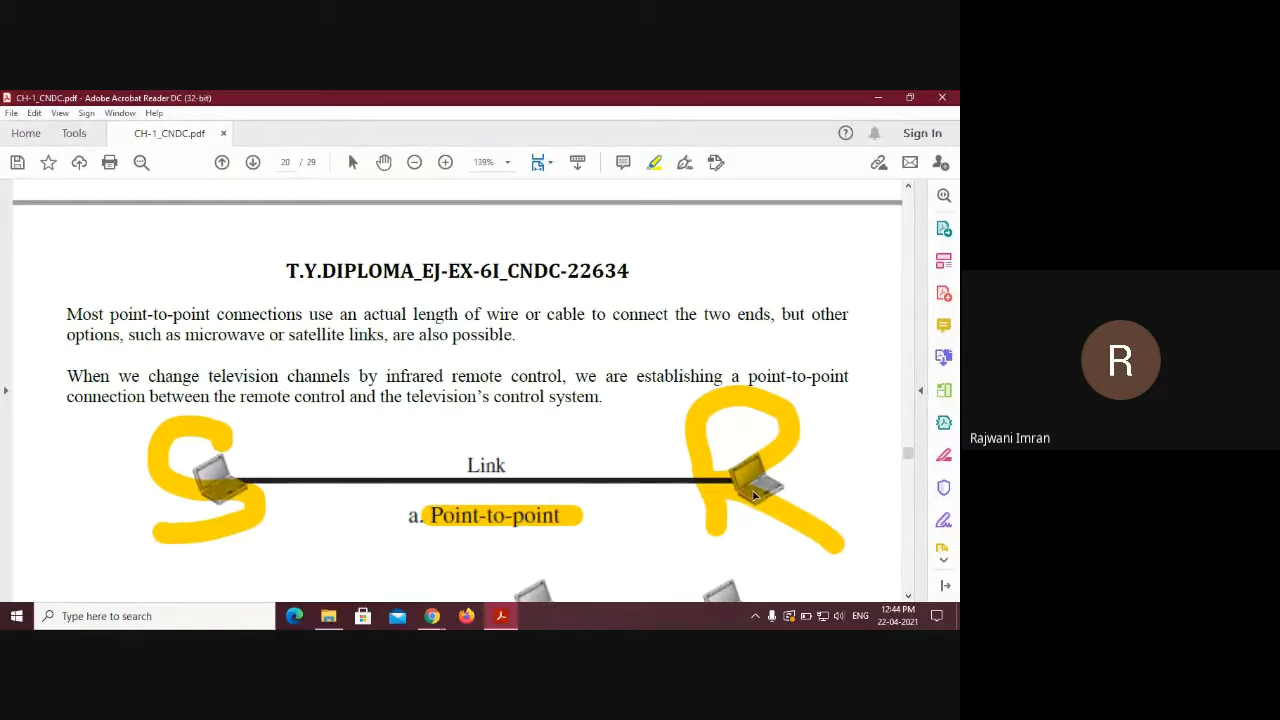 CH-1_CNDC.pdf - Adobe Acrobat Reader DC (32-bit)
File Edit View Sign Window Help
Home Tools CH-1_CNDC.pdf × Sign In
20 / 29 139%
T.Y.DIPLOMA_EJ-EX-6I_CNDC-22634
Most point-to-point connections use an actual length of wire or cable to connect the two ends, but other
options, such as microwave or satellite links, are also possible.
When we change television channels by infrared remote control, we are establishing a point-to-point
connection between the remote control and the television’s control system.
S R
Link
a. Point-to-point
R
Rajwani Imran
Type here to search
ENG
12:44 PM
22-04-2021